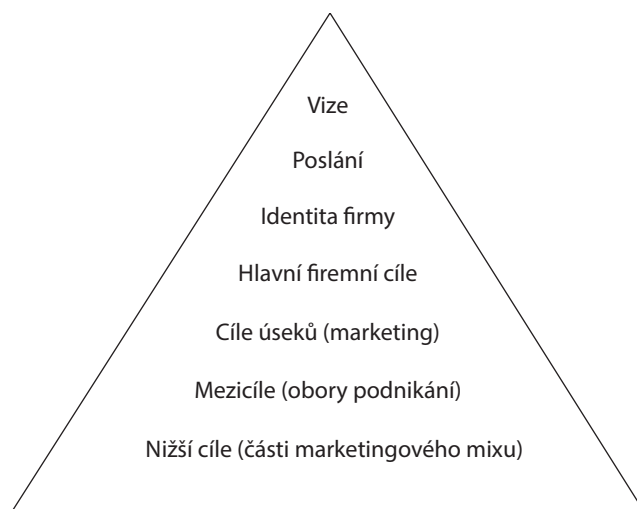 Vize
Poslání
Identita firmy
Hlavní firemní cíle
Cíle úseků (marketing)
Mezicíle (obory podnikání)
Nižší cíle (části marketingového mixu)